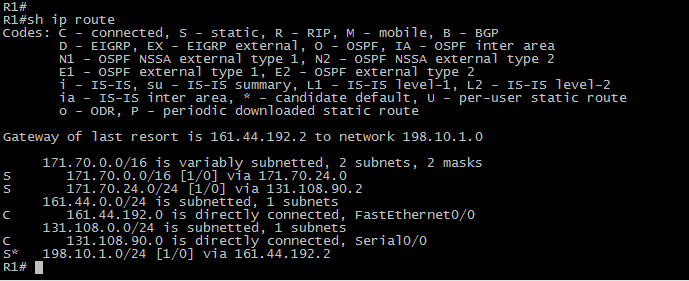 R1#
R1#sh ip route
Codes: C - connected, S - static, R - RIP, M - mobile, B - BGP
       D - EIGRP, EX - EIGRP external, O - OSPF, IA - OSPF inter area
       N1 - OSPF NSSA external type 1, N2 - OSPF NSSA external type 2
       E1 - OSPF external type 1, E2 - OSPF external type 2
       i - IS-IS, su - IS-IS summary, L1 - IS-IS level-1, L2 - IS-IS level-2
       ia - IS-IS inter area, * - candidate default, U - per-user static route
       o - ODR, P - periodic downloaded static route
Gateway of last resort is 161.44.192.2 to network 198.10.1.0
     171.70.0.0/16 is variably subnetted, 2 subnets, 2 masks
S       171.70.0.0/16 [1/0] via 171.70.24.0
S       171.70.24.0/24 [1/0] via 131.108.90.2
     161.44.0.0/24 is subnetted, 1 subnets
C       161.44.192.0 is directly connected, FastEthernet0/0
     131.108.0.0/24 is subnetted, 1 subnets
C       131.108.90.0 is directly connected, Serial0/0
S*   198.10.1.0/24 [1/0] via 161.44.192.2
R1#